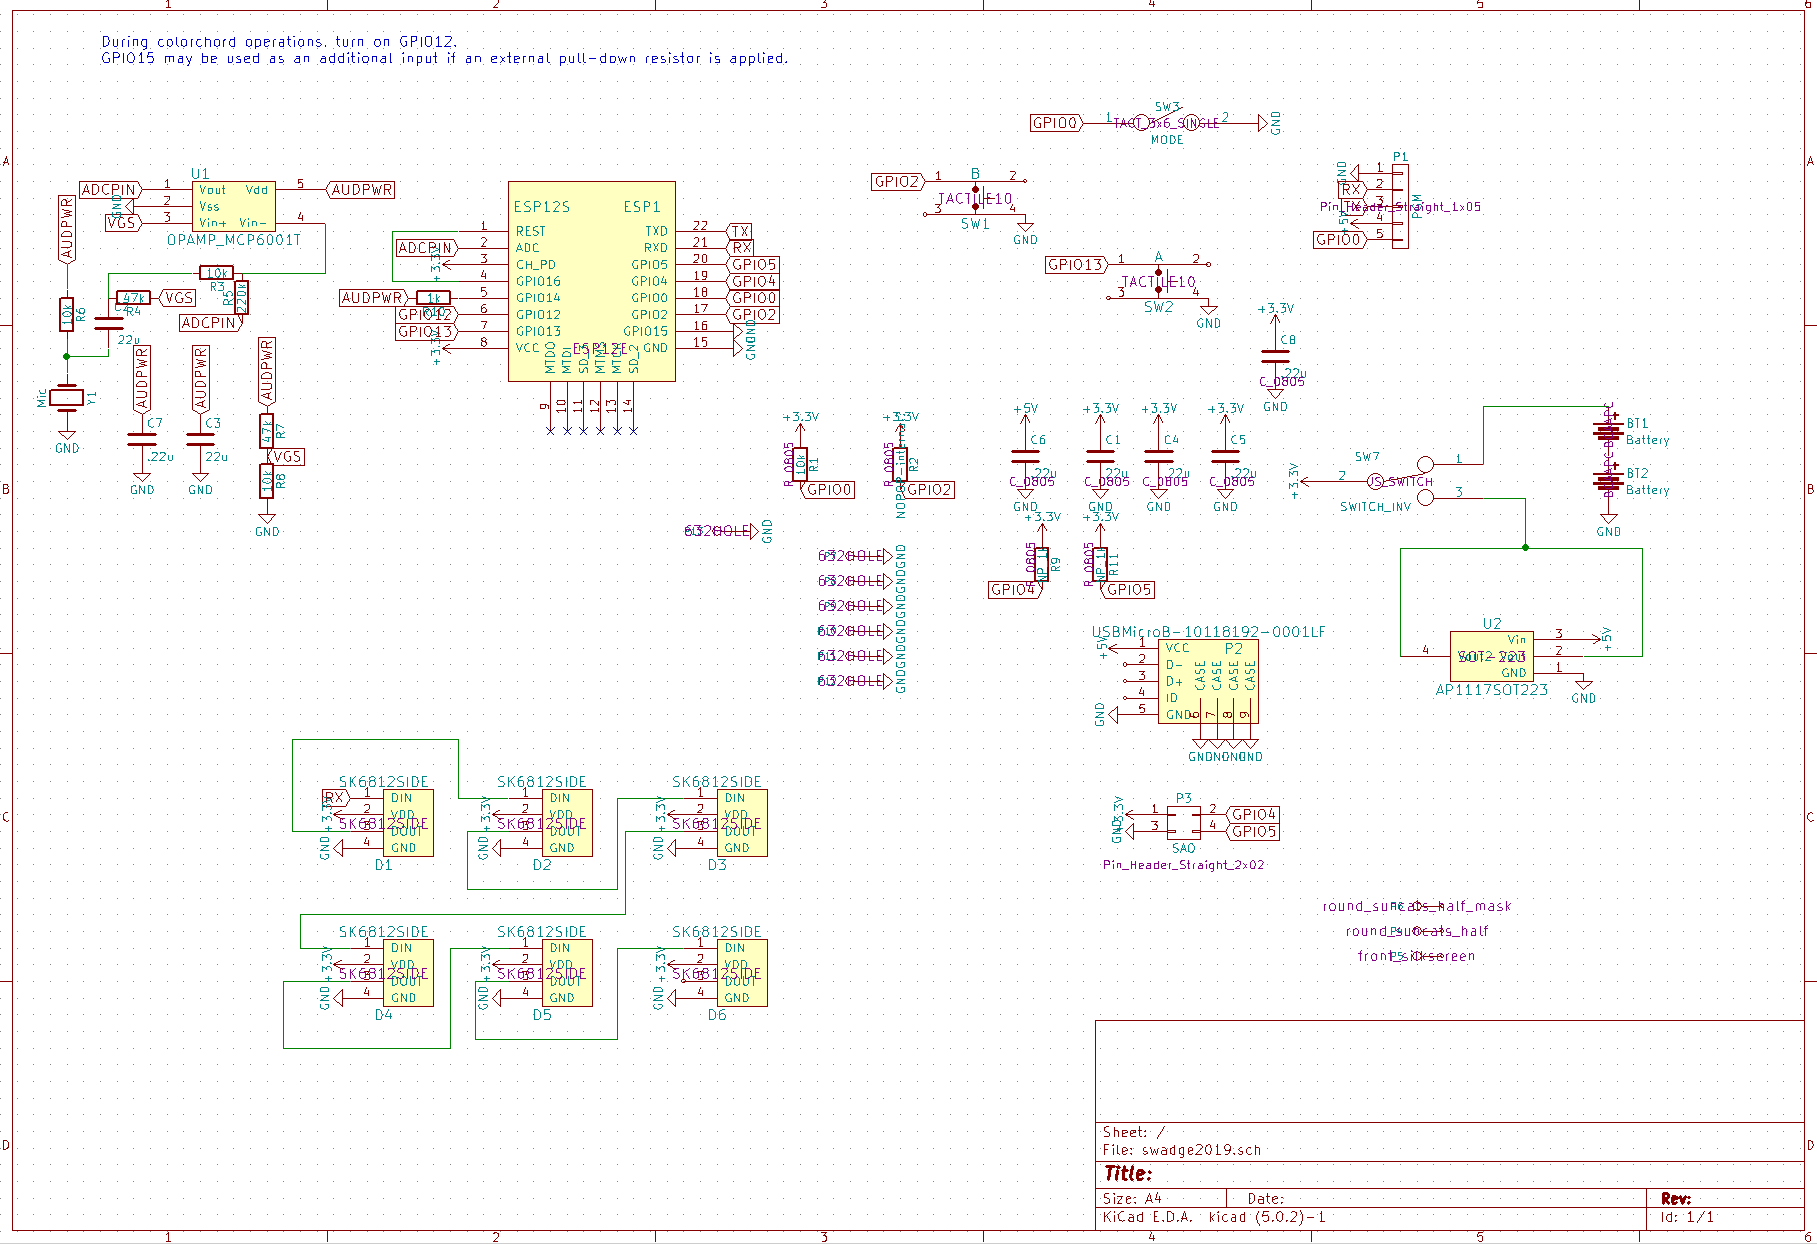 During colorchord operations, turn on GPIO12.
GPIO15 may be used as an additional input if an external pull-down resistor is applied.
U1
ADCPIN 1 Vout Vdd 5 AUDPWR
GND 2 Vss
VGS 3 Vin+ Vin- 4
OPAMP_MCP6001T
AUDPWR
10k
R3
R5
220k
47k
R4
VGS
ADCPIN
10k
R6
22u
Mic
Y1
GND
AUDPWR
C7
.22u
GND
AUDPWR
C3
22u
GND
AUDPWR
47k
R7
VGS
10k
R8
GND
ESP12S ESP1
1 REST TXD 22 TX
ADCPIN 2 ADC RXD 21 RX
+3.3V 3 CH_PD GPIO5 20 GPIO5
4 GPIO16 GPIO4 19 GPIO4
AUDPWR 1k 5 GPIO14 GPIO0 18 GPIO0
GPIO12 6 GPIO12 GPIO2 17 GPIO2
GPIO13 7 GPIO13 GPIO15 16 GND
+3.3V 8 VCC GND 15 GND
ESP12E
MTDO MTDI SD_2
9 10 11 12 13 14
SW3
GPIO0 1 TACT_3x6_SINGLE 2 GND
MODE
GPIO2 1 B 2
TACTILE10
3 4
SW1
GND
GPIO13 1 A 2
TACTILE10
3 4
SW2
GND
P1
GND 1
RX 2
3
Pin_Header_Straight_1x05
+5V 4
GPIO0 5
+3.3V
C8
.22u
C_0805
GND
+3.3V
R_0805
10k
R1
GPIO0
+3.3V
R_0805
R2
GPIO2
+5V
C6
.22u
C_0805
GND
+3.3V
C1
.22u
C_0805
GND
+3.3V
C4
.22u
C_0805
GND
+3.3V
C5
.22u
C_0805
GND
+3.3V
R_0805
R9
GPIO4
+3.3V
R_0805
R11
GPIO5
BT1
Battery
BT2
Battery
GND
SW7
+3.3V 2 1
3
SWITCH_INV
632HOLE GND
632HOLE GND
632HOLE GND
632HOLE GND
632HOLE GND
632HOLE GND
632HOLE GND
USBMicroB-10118192-0001LF
+5V 1 VCC P2
2 D-
3 D+
4 ID
GND 5 GND
CASE CASE CASE CASE
6 7 8 9
GND GND GND GND
U2
Vin 3 +5V
4 SOT-223 2
GND 1 GND
AP1117SOT223
SK6812SIDE
RX 1 DIN
+3.3V 2 VDD
SK6812SIDE
3 DOUT
GND 4 GND
D1
SK6812SIDE
1 DIN
+3.3V 2 VDD
SK6812SIDE
3 DOUT
GND 4 GND
D2
SK6812SIDE
1 DIN
+3.3V 2 VDD
SK6812SIDE
3 DOUT
GND 4 GND
D3
SK6812SIDE
1 DIN
+3.3V 2 VDD
SK6812SIDE
3 DOUT
GND 4 GND
D4
SK6812SIDE
1 DIN
+3.3V 2 VDD
SK6812SIDE
3 DOUT
GND 4 GND
D5
SK6812SIDE
1 DIN
+3.3V 2 VDD
SK6812SIDE
3 DOUT
GND 4 GND
D6
P3
+3.3V 1 2 GPIO4
GND 3 4 GPIO5
SAO
Pin_Header_Straight_2x02
round_suncats_half_mask
round_suncats_half
front_silkscreen
Sheet: /
File: swadge2019.sch
Title:
Size: A4 Date: Rev:
KiCad E.D.A. kicad (5.0.2)-1 Id: 1/1
1 2 3 4 5 6
A B C D